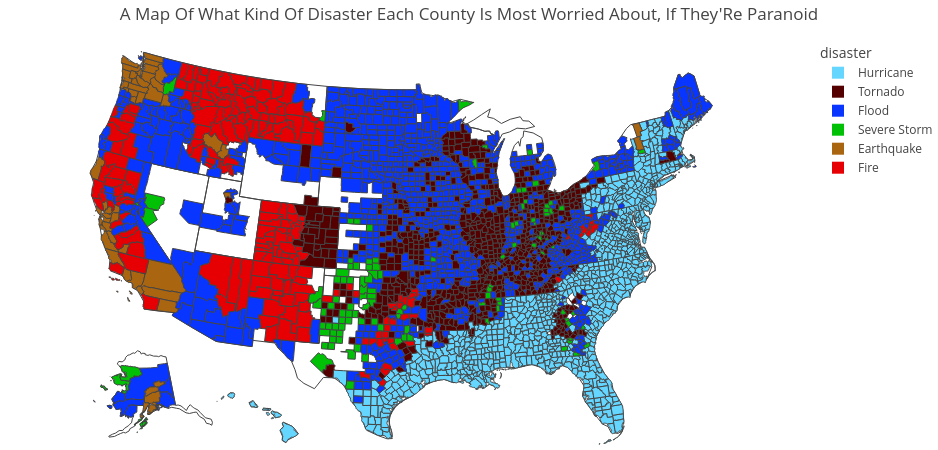 A Map Of What Kind Of Disaster Each County Is Most Worried About, If They'Re Paranoid
disaster
Hurricane
Tornado
Flood
Severe Storm
Earthquake
Fire